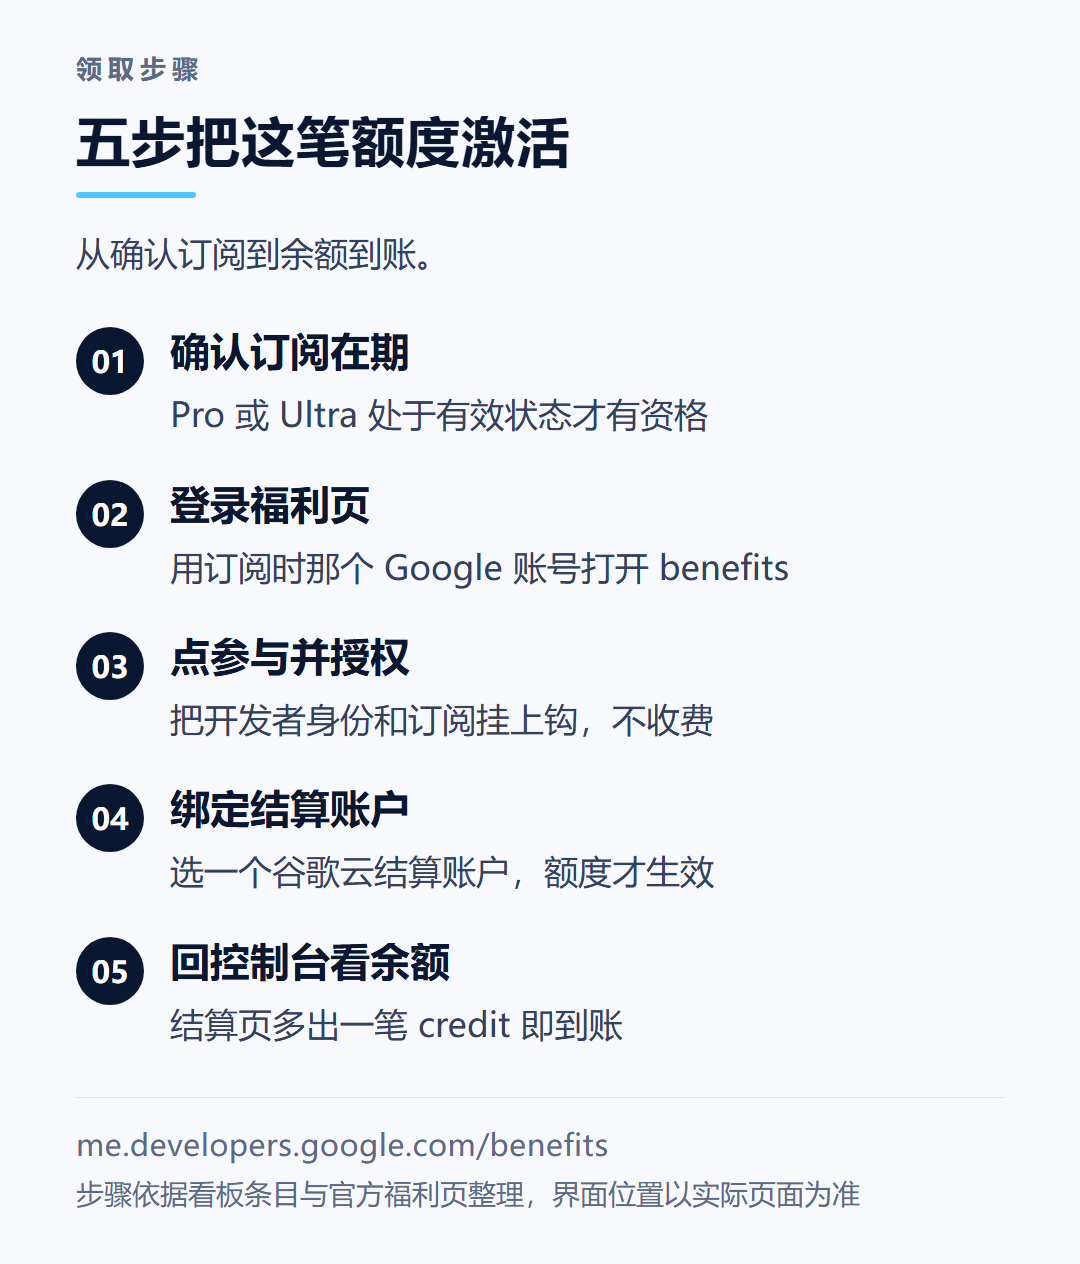 领取步骤
五步把这笔额度激活
从确认订阅到余额到账。
01
确认订阅在期
Pro 或 Ultra 处于有效状态才有资格
02
登录福利页
用订阅时那个 Google 账号打开 benefits
03
点参与并授权
把开发者身份和订阅挂上钩，不收费
04
绑定结算账户
选一个谷歌云结算账户，额度才生效
05
回控制台看余额
结算页多出一笔 credit 即到账
me.developers.google.com/benefits
步骤依据看板条目与官方福利页整理，界面位置以实际页面为准